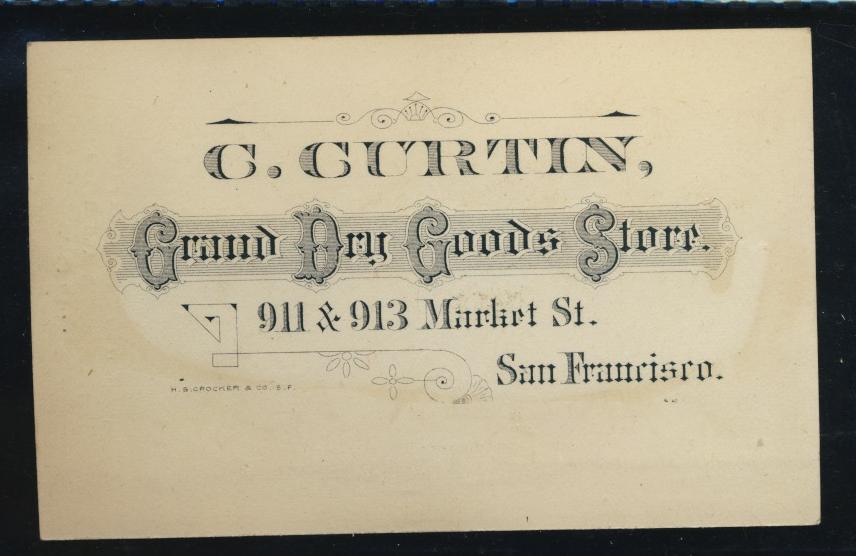 C. CURTIN,
Grand Dry Goods Store.
911 & 913 Market St.
San Francisco.
H.S. CROCKER & CO. S.F.